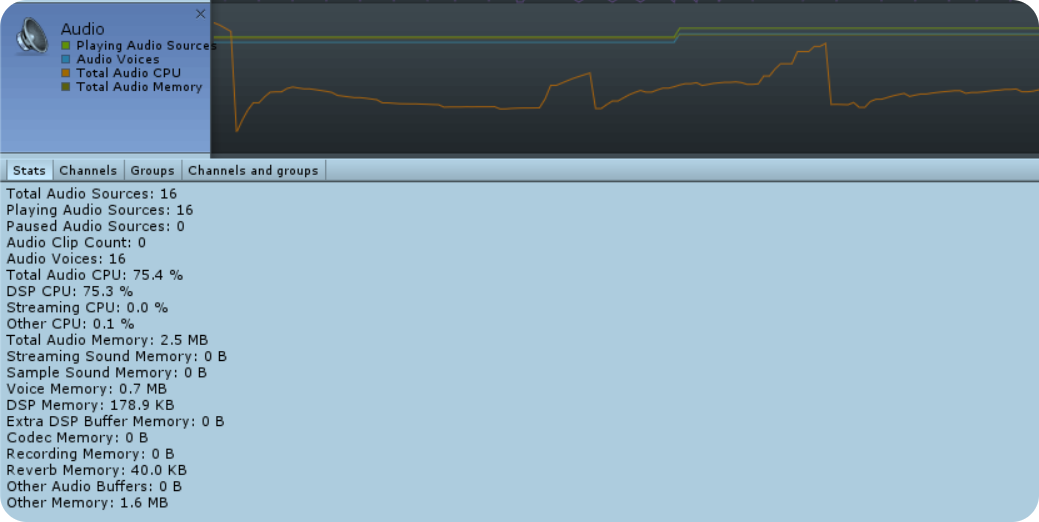 Audio
Playing Audio Sources
Audio Voices
Total Audio CPU
Total Audio Memory
Stats Channels Groups Channels and groups
Total Audio Sources: 16
Playing Audio Sources: 16
Paused Audio Sources: 0
Audio Clip Count: 0
Audio Voices: 16
Total Audio CPU: 75.4 %
DSP CPU: 75.3 %
Streaming CPU: 0.0 %
Other CPU: 0.1 %
Total Audio Memory: 2.5 MB
Streaming Sound Memory: 0 B
Sample Sound Memory: 0 B
Voice Memory: 0.7 MB
DSP Memory: 178.9 KB
Extra DSP Buffer Memory: 0 B
Codec Memory: 0 B
Recording Memory: 0 B
Reverb Memory: 40.0 KB
Other Audio Buffers: 0 B
Other Memory: 1.6 MB